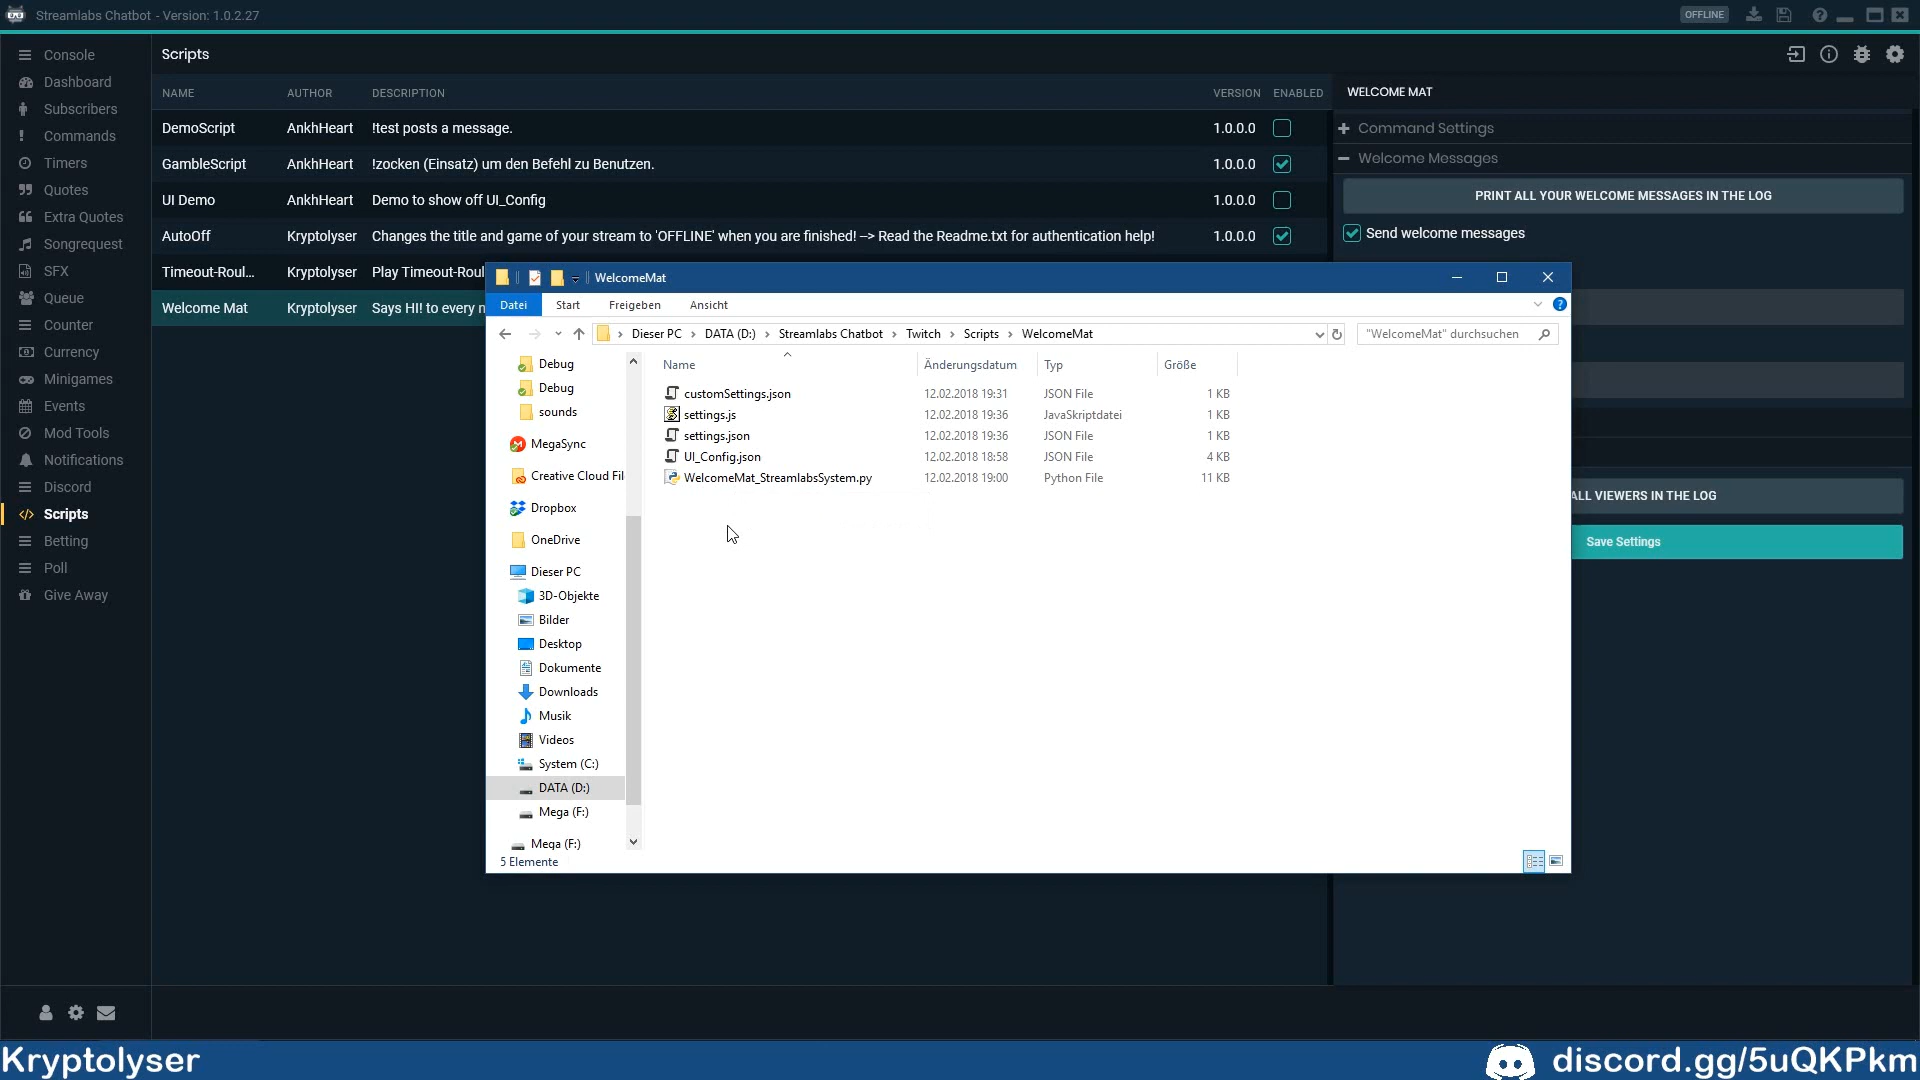 Streamlabs Chatbot - Version: 1.0.2.27
OFFLINE
Console
Dashboard
Subscribers
Commands
Timers
Quotes
Extra Quotes
Songrequest
SFX
Queue
Counter
Currency
Minigames
Events
Mod Tools
Notifications
Discord
Scripts
Betting
Poll
Give Away
Scripts
NAME AUTHOR DESCRIPTION VERSION ENABLED
DemoScript AnkhHeart !test posts a message. 1.0.0.0
GambleScript AnkhHeart !zocken (Einsatz) um den Befehl zu Benutzen. 1.0.0.0
UI Demo AnkhHeart Demo to show off UI_Config 1.0.0.0
AutoOff Kryptolyser Changes the title and game of your stream to 'OFFLINE' when you are finished! --> Read the Readme.txt for authentication help! 1.0.0.0
Timeout-Roul... Kryptolyser Play Timeout-Roul
Welcome Mat Kryptolyser Says HI! to every n
WELCOME MAT
Command Settings
Welcome Messages
PRINT ALL YOUR WELCOME MESSAGES IN THE LOG
Send welcome messages
ALL VIEWERS IN THE LOG
Save Settings
WelcomeMat
Datei Start Freigeben Ansicht
Dieser PC DATA (D:) Streamlabs Chatbot Twitch Scripts WelcomeMat
"WelcomeMat" durchsuchen
Debug
Debug
sounds
MegaSync
Creative Cloud Fil
Dropbox
OneDrive
Dieser PC
3D-Objekte
Bilder
Desktop
Dokumente
Downloads
Musik
Videos
System (C:)
DATA (D:)
Mega (F:)
Mega (F:)
Name Änderungsdatum Typ Größe
customSettings.json 12.02.2018 19:31 JSON File 1 KB
settings.js 12.02.2018 19:36 JavaSkriptdatei 1 KB
settings.json 12.02.2018 19:36 JSON File 1 KB
UI_Config.json 12.02.2018 18:58 JSON File 4 KB
WelcomeMat_StreamlabsSystem.py 12.02.2018 19:00 Python File 11 KB
5 Elemente
Kryptolyser
discord.gg/5uQKPkm